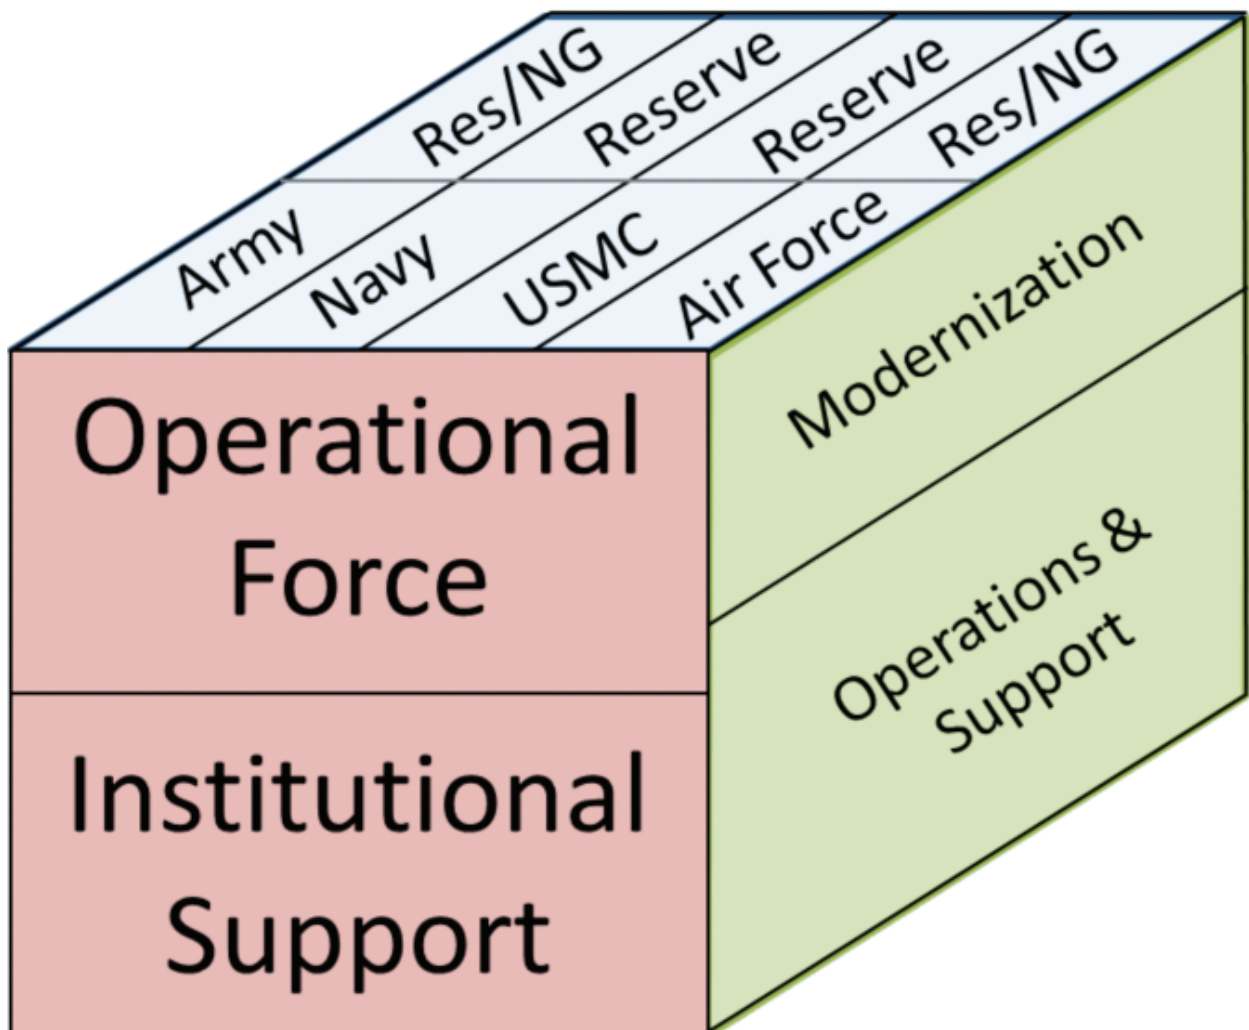 Res/NG
Reserve
Reserve
Res/NG
Army
Navy
USMC
Air Force
Operational
Force
Institutional
Support
Modernization
Operations &
Support